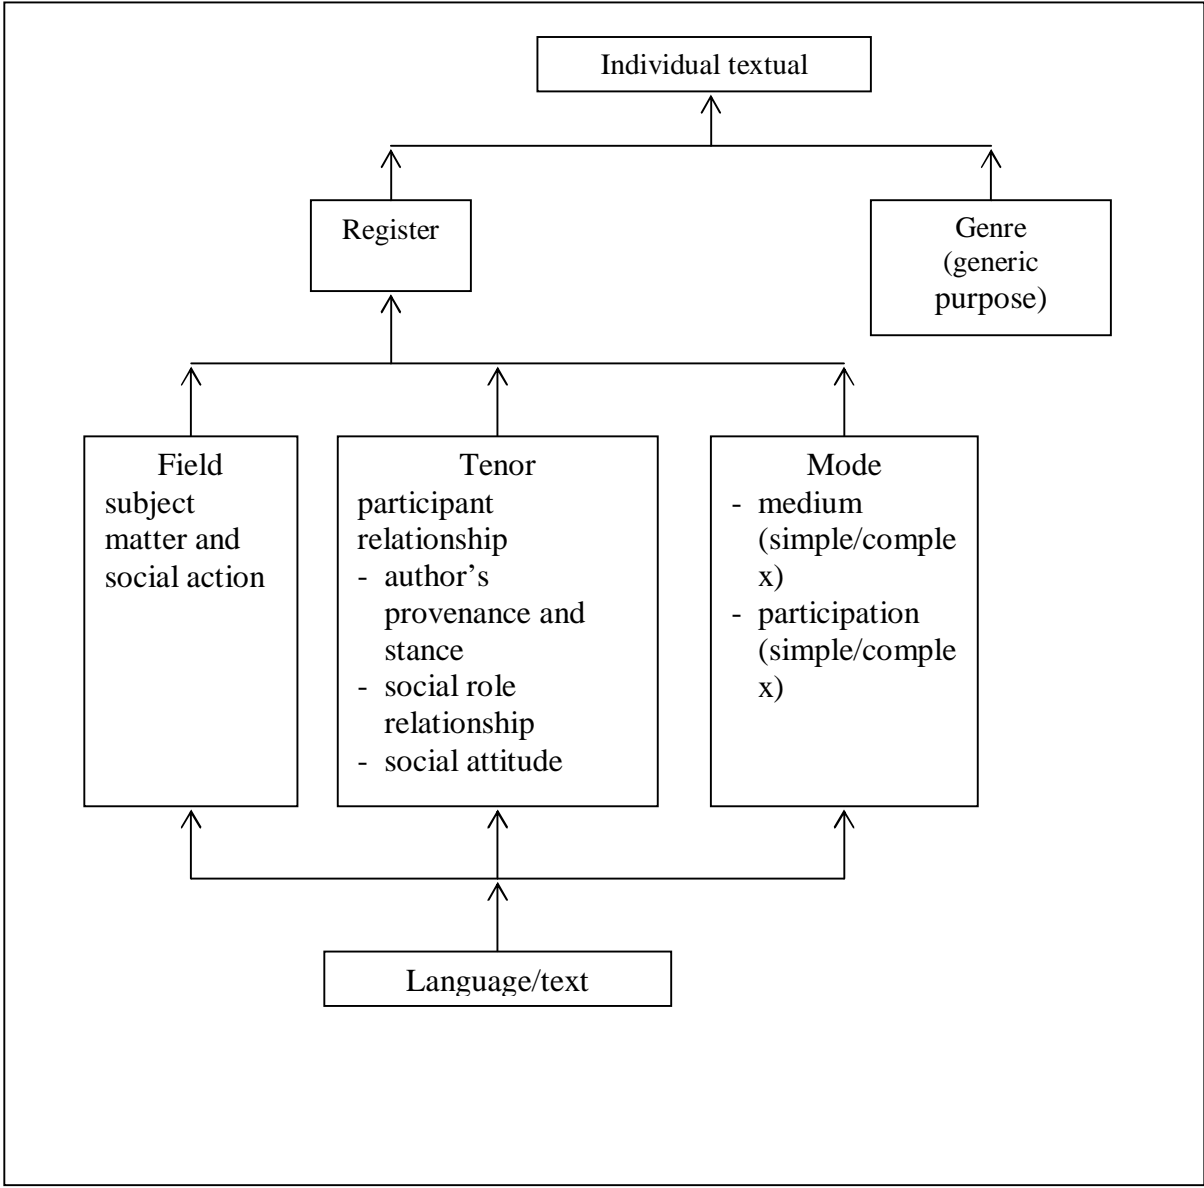 Individual textual
Register
Genre
(generic
purpose)
Field
subject
matter and
social action
Tenor
participant
relationship
- author’s
provenance and
stance
- social role
relationship
- social attitude
Mode
- medium
(simple/comple
x)
- participation
(simple/comple
x)
Language/text